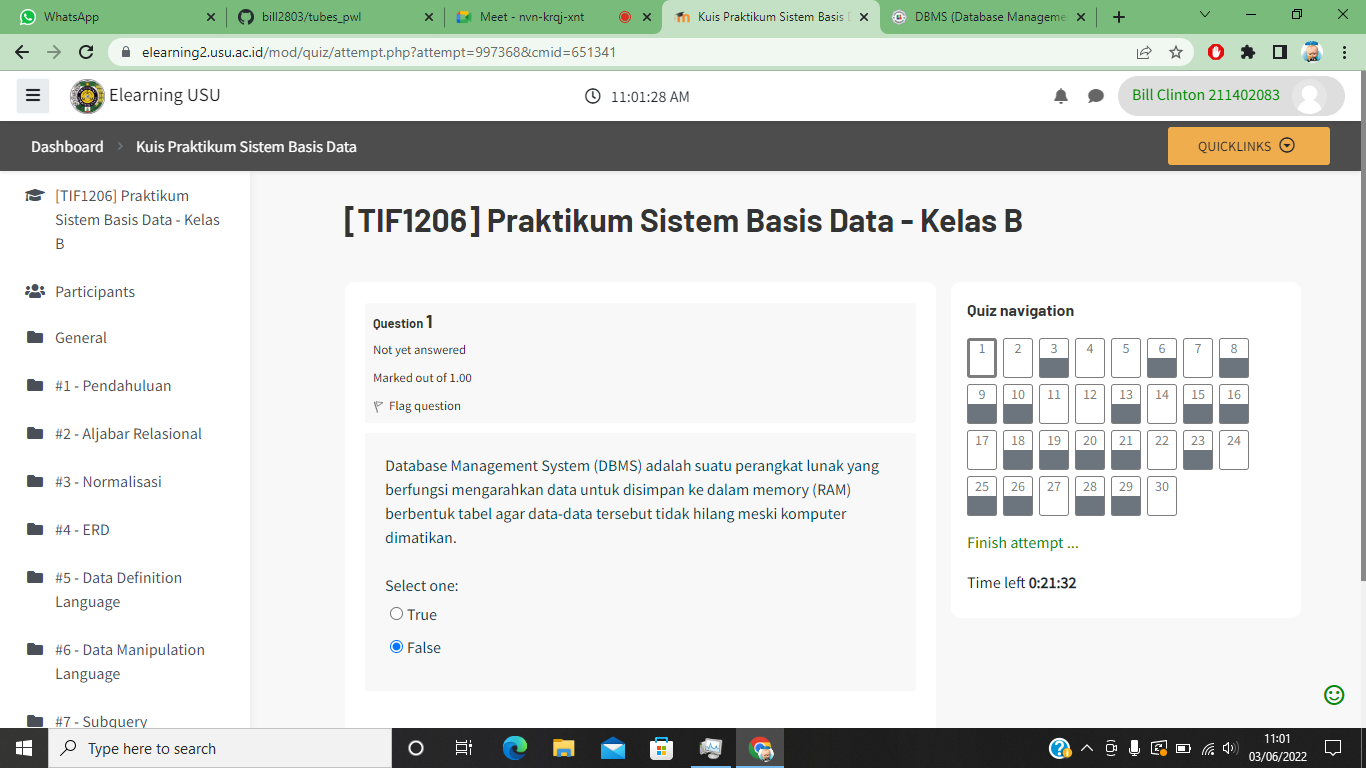 WhatsApp
bill2803/tubes_pwl
Meet - nvn-krqj-xnt
Kuis Praktikum Sistem Basis D
DBMS (Database Manageme
elearning2.usu.ac.id/mod/quiz/attempt.php?attempt=997368&cmid=651341
Elearning USU
11:01:28 AM
Bill Clinton 211402083
Dashboard
Kuis Praktikum Sistem Basis Data
QUICKLINKS
[TIF1206] Praktikum
Sistem Basis Data - Kelas
B
Participants
General
#1 - Pendahuluan
#2 - Aljabar Relasional
#3 - Normalisasi
#4 - ERD
#5 - Data Definition
Language
#6 - Data Manipulation
Language
#7 - Subquery
[TIF1206] Praktikum Sistem Basis Data - Kelas B
Question 1
Not yet answered
Marked out of 1.00
Flag question
Database Management System (DBMS) adalah suatu perangkat lunak yang
berfungsi mengarahkan data untuk disimpan ke dalam memory (RAM)
berbentuk tabel agar data-data tersebut tidak hilang meski komputer
dimatikan.
Select one:
True
False
Quiz navigation
1 2 3 4 5 6 7 8
9 10 11 12 13 14 15 16
17 18 19 20 21 22 23 24
25 26 27 28 29 30
Finish attempt ...
Time left 0:21:32
Type here to search
11:01
03/06/2022